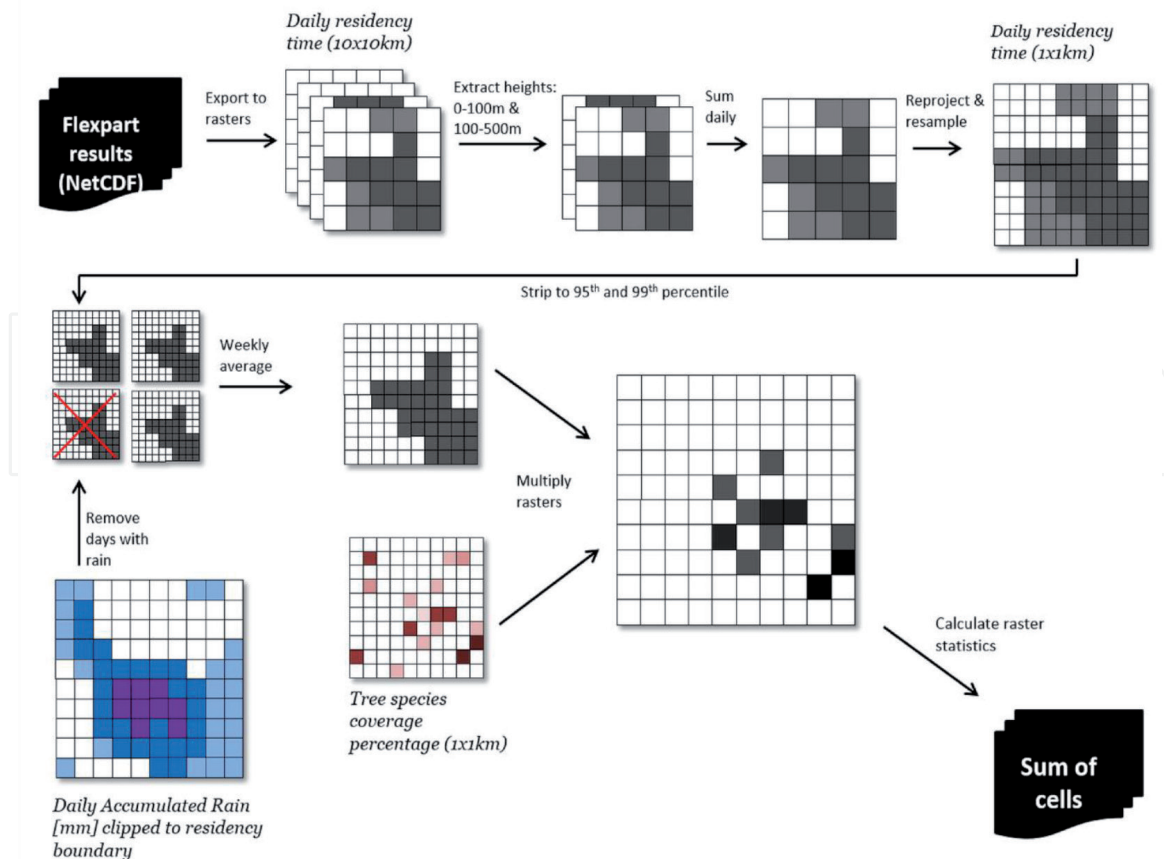 Daily residency
time (10x10km)
Daily residency
time (1x1km)
Flexpart
results
(NetCDF)
Export to
rasters
Extract heights:
0-100m &
100-500m
Sum
daily
Reproject &
resample
Strip to 95th and 99th percentile
Weekly
average
Remove
days with
rain
Multiply
rasters
Tree species
coverage
percentage (1x1km)
Daily Accumulated Rain
[mm] clipped to residency
boundary
Calculate raster
statistics
Sum of
cells